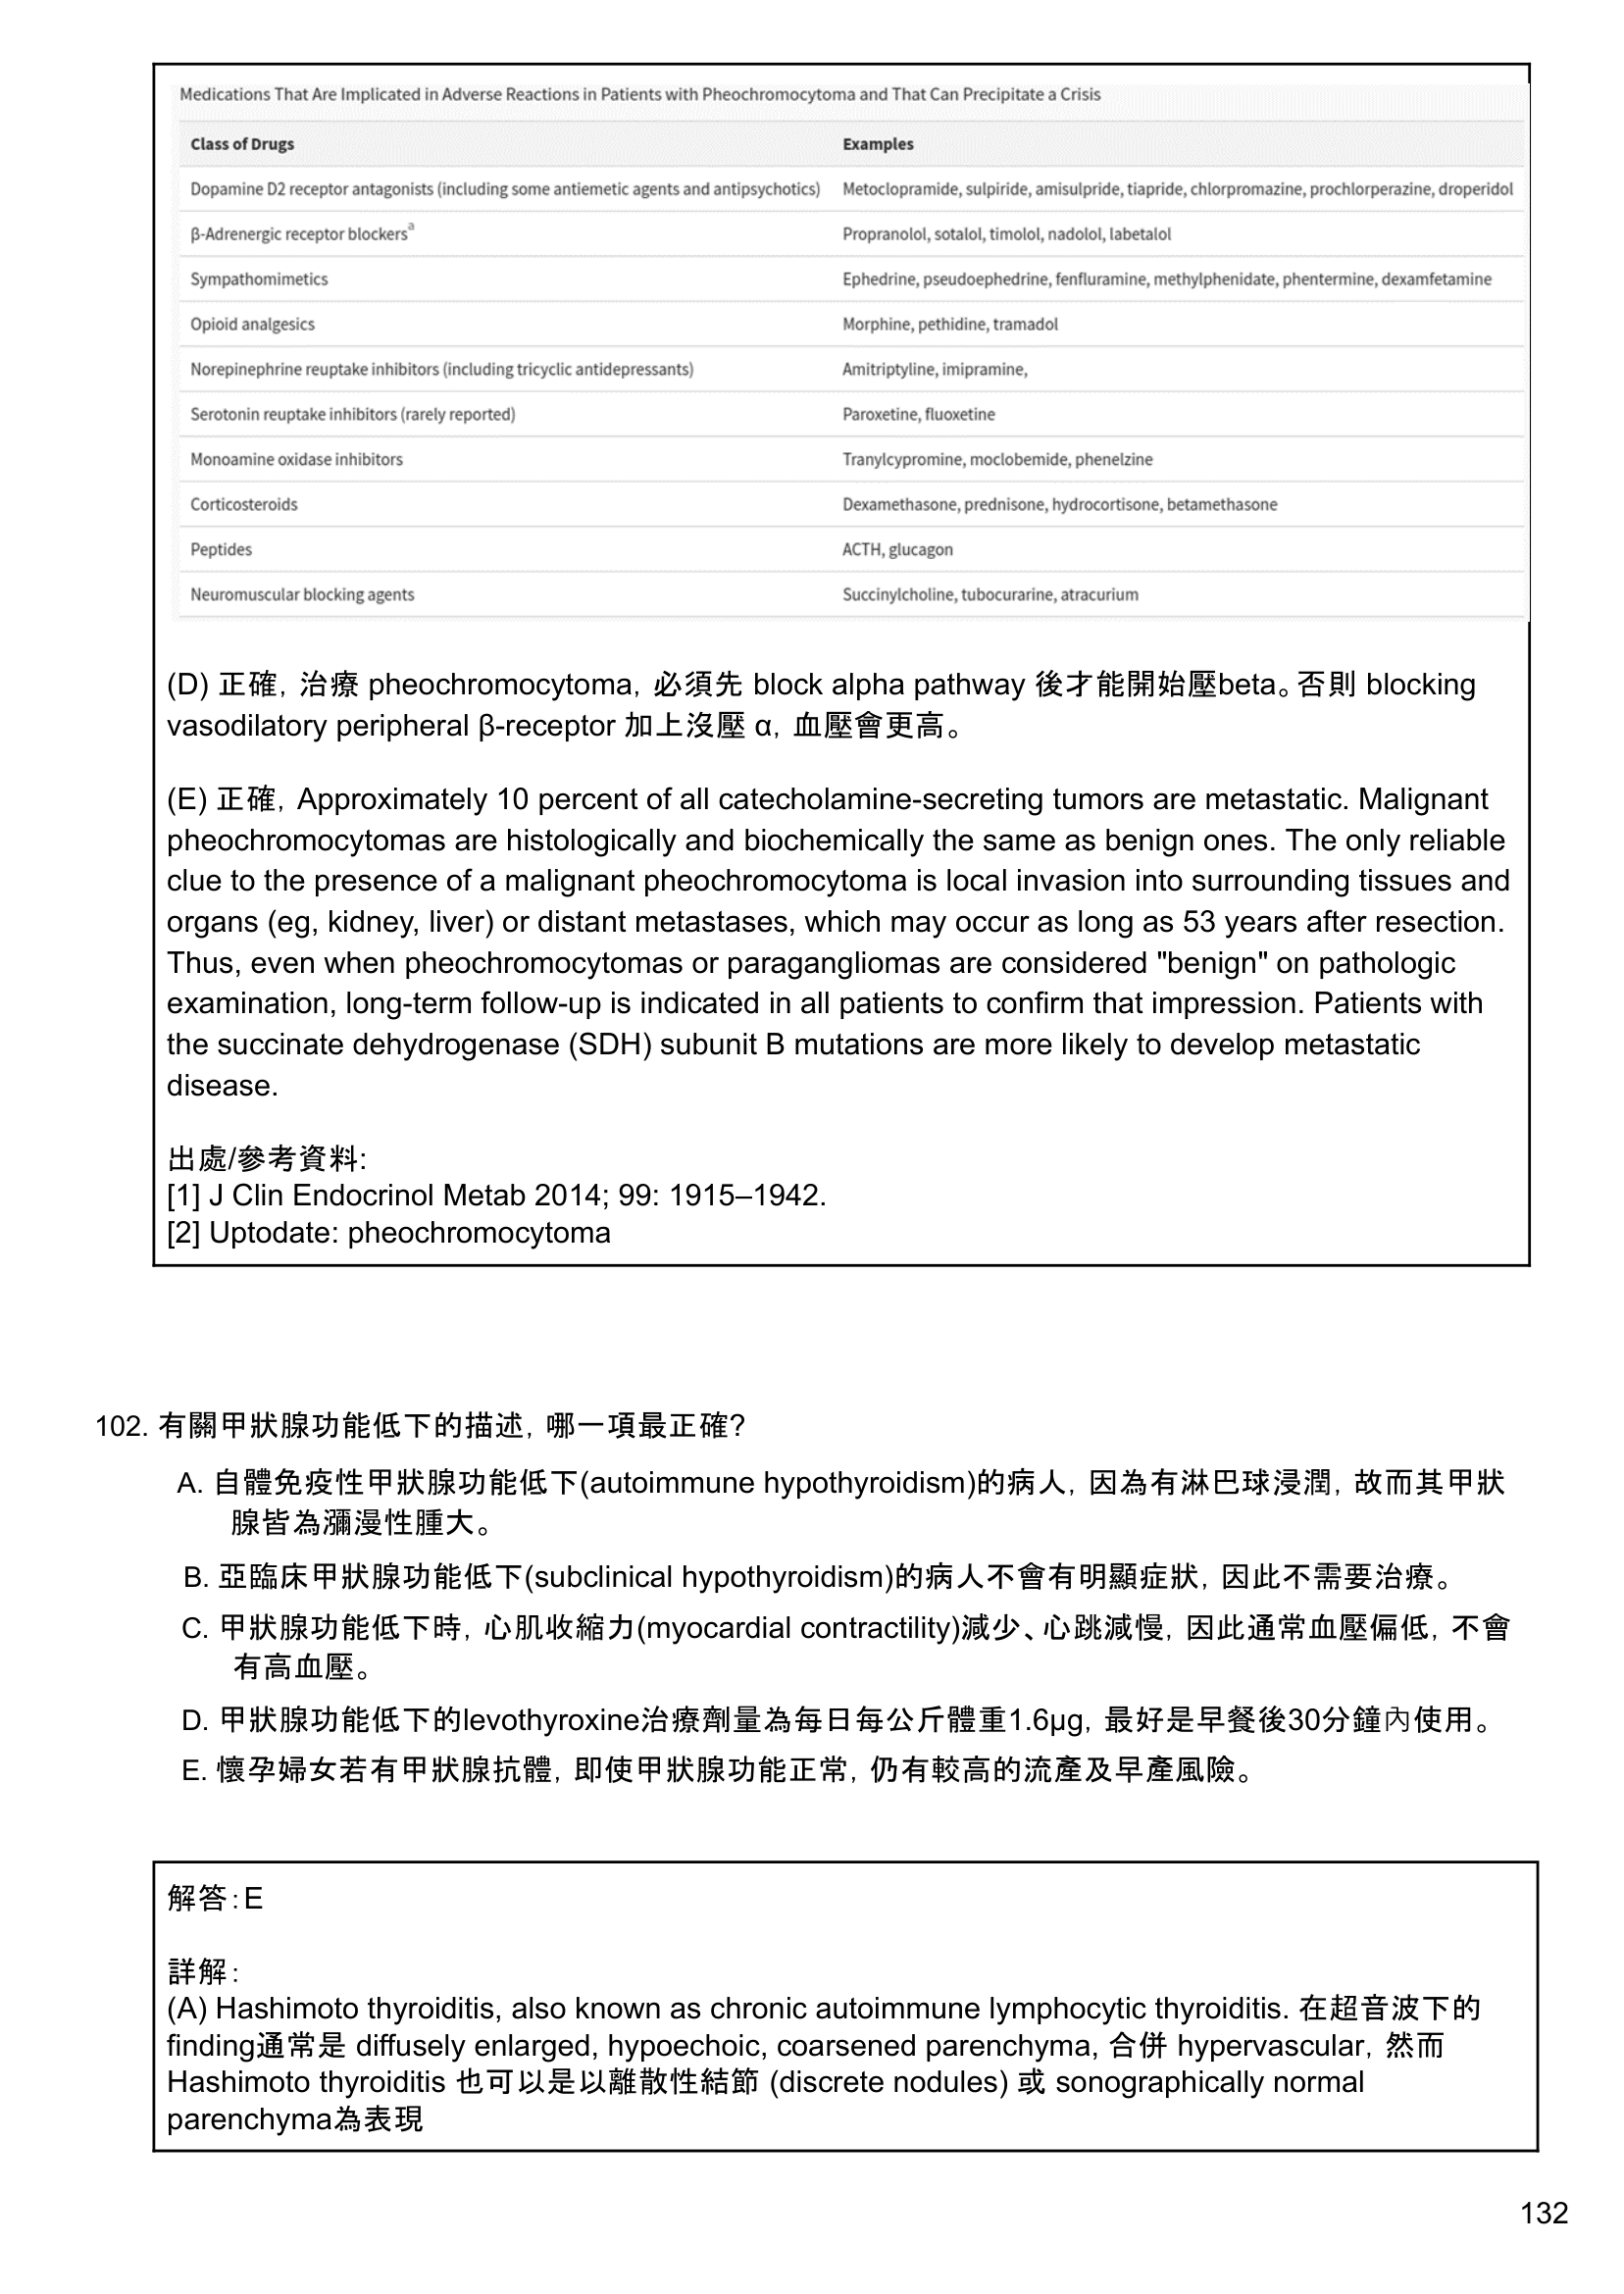 Medications That Are Implicated in Adverse Reactions in Patients with Pheochromocytoma and That Can Precipitate a Crisis
Class of Drugs Examples
Dopamine D2 receptor antagonists (including some antiemetic agents and antipsychotics) Metoclopramide, sulpiride, amisulpride, tiapride, chlorpromazine, prochlorperazine, droperidol
β-Adrenergic receptor blockersᵃ Propranolol, sotalol, timolol, nadolol, labetalol
Sympathomimetics Ephedrine, pseudoephedrine, fenfluramine, methylphenidate, phentermine, dexamfetamine
Opioid analgesics Morphine, pethidine, tramadol
Norepinephrine reuptake inhibitors (including tricyclic antidepressants) Amitriptyline, imipramine,
Serotonin reuptake inhibitors (rarely reported) Paroxetine, fluoxetine
Monoamine oxidase inhibitors Tranylcypromine, moclobemide, phenelzine
Corticosteroids Dexamethasone, prednisone, hydrocortisone, betamethasone
Peptides ACTH, glucagon
Neuromuscular blocking agents Succinylcholine, tubocurarine, atracurium
(D) 正確，治療 pheochromocytoma，必須先 block alpha pathway 後才能開始壓beta。否則 blocking
vasodilatory peripheral β-receptor 加上沒壓 α，血壓會更高。
(E) 正確，Approximately 10 percent of all catecholamine-secreting tumors are metastatic. Malignant
pheochromocytomas are histologically and biochemically the same as benign ones. The only reliable
clue to the presence of a malignant pheochromocytoma is local invasion into surrounding tissues and
organs (eg, kidney, liver) or distant metastases, which may occur as long as 53 years after resection.
Thus, even when pheochromocytomas or paragangliomas are considered "benign" on pathologic
examination, long-term follow-up is indicated in all patients to confirm that impression. Patients with
the succinate dehydrogenase (SDH) subunit B mutations are more likely to develop metastatic
disease.
出處/參考資料:
[1] J Clin Endocrinol Metab 2014; 99: 1915–1942.
[2] Uptodate: pheochromocytoma
102. 有關甲狀腺功能低下的描述，哪一項最正確?
A. 自體免疫性甲狀腺功能低下(autoimmune hypothyroidism)的病人，因為有淋巴球浸潤，故而其甲狀
腺皆為瀰漫性腫大。
B. 亞臨床甲狀腺功能低下(subclinical hypothyroidism)的病人不會有明顯症狀，因此不需要治療。
C. 甲狀腺功能低下時，心肌收縮力(myocardial contractility)減少、心跳減慢，因此通常血壓偏低，不會
有高血壓。
D. 甲狀腺功能低下的levothyroxine治療劑量為每日每公斤體重1.6μg，最好是早餐後30分鐘內使用。
E. 懷孕婦女若有甲狀腺抗體，即使甲狀腺功能正常，仍有較高的流產及早產風險。
解答：E
詳解：
(A) Hashimoto thyroiditis, also known as chronic autoimmune lymphocytic thyroiditis. 在超音波下的
finding通常是 diffusely enlarged, hypoechoic, coarsened parenchyma, 合併 hypervascular，然而
Hashimoto thyroiditis 也可以是以離散性結節 (discrete nodules) 或 sonographically normal
parenchyma為表現
132